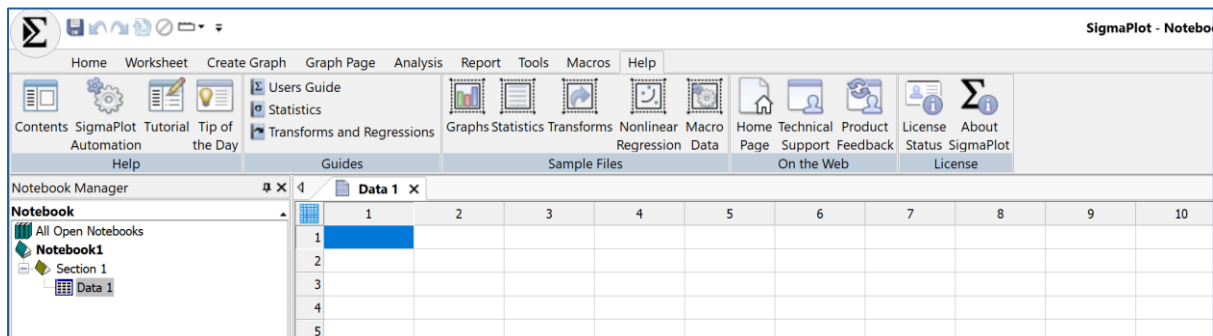 SigmaPlot - Notebo
Home Worksheet Create Graph Graph Page Analysis Report Tools Macros Help
Contents
SigmaPlot Automation
Tutorial
Tip of the Day
Help
Σ Users Guide
σ Statistics
Transforms and Regressions
Guides
Graphs
Statistics
Transforms
Nonlinear Regression
Macro Data
Sample Files
Home Page
Technical Support
Product Feedback
On the Web
License Status
Σ
About SigmaPlot
License
Notebook Manager
Data 1
Notebook
All Open Notebooks
Notebook1
Section 1
Data 1
1 2 3 4 5 6 7 8 9 10
1
2
3
4
5